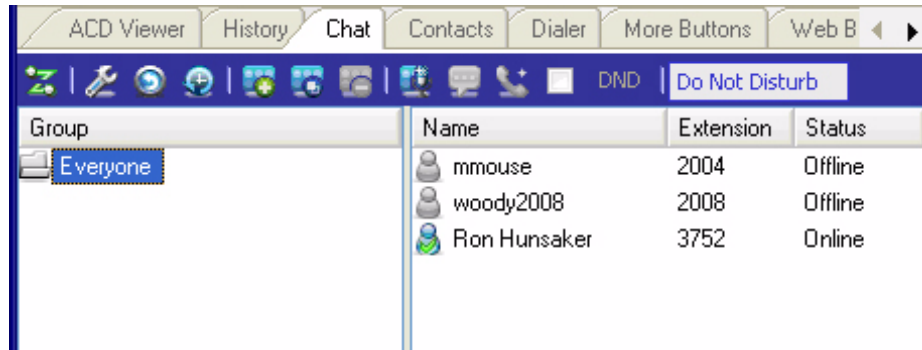 ACD Viewer History Chat Contacts Dialer More Buttons Web B
DND Do Not Disturb
Group Name Extension Status
Everyone
mmouse 2004 Offline
woody2008 2008 Offline
Ron Hunsaker 3752 Online